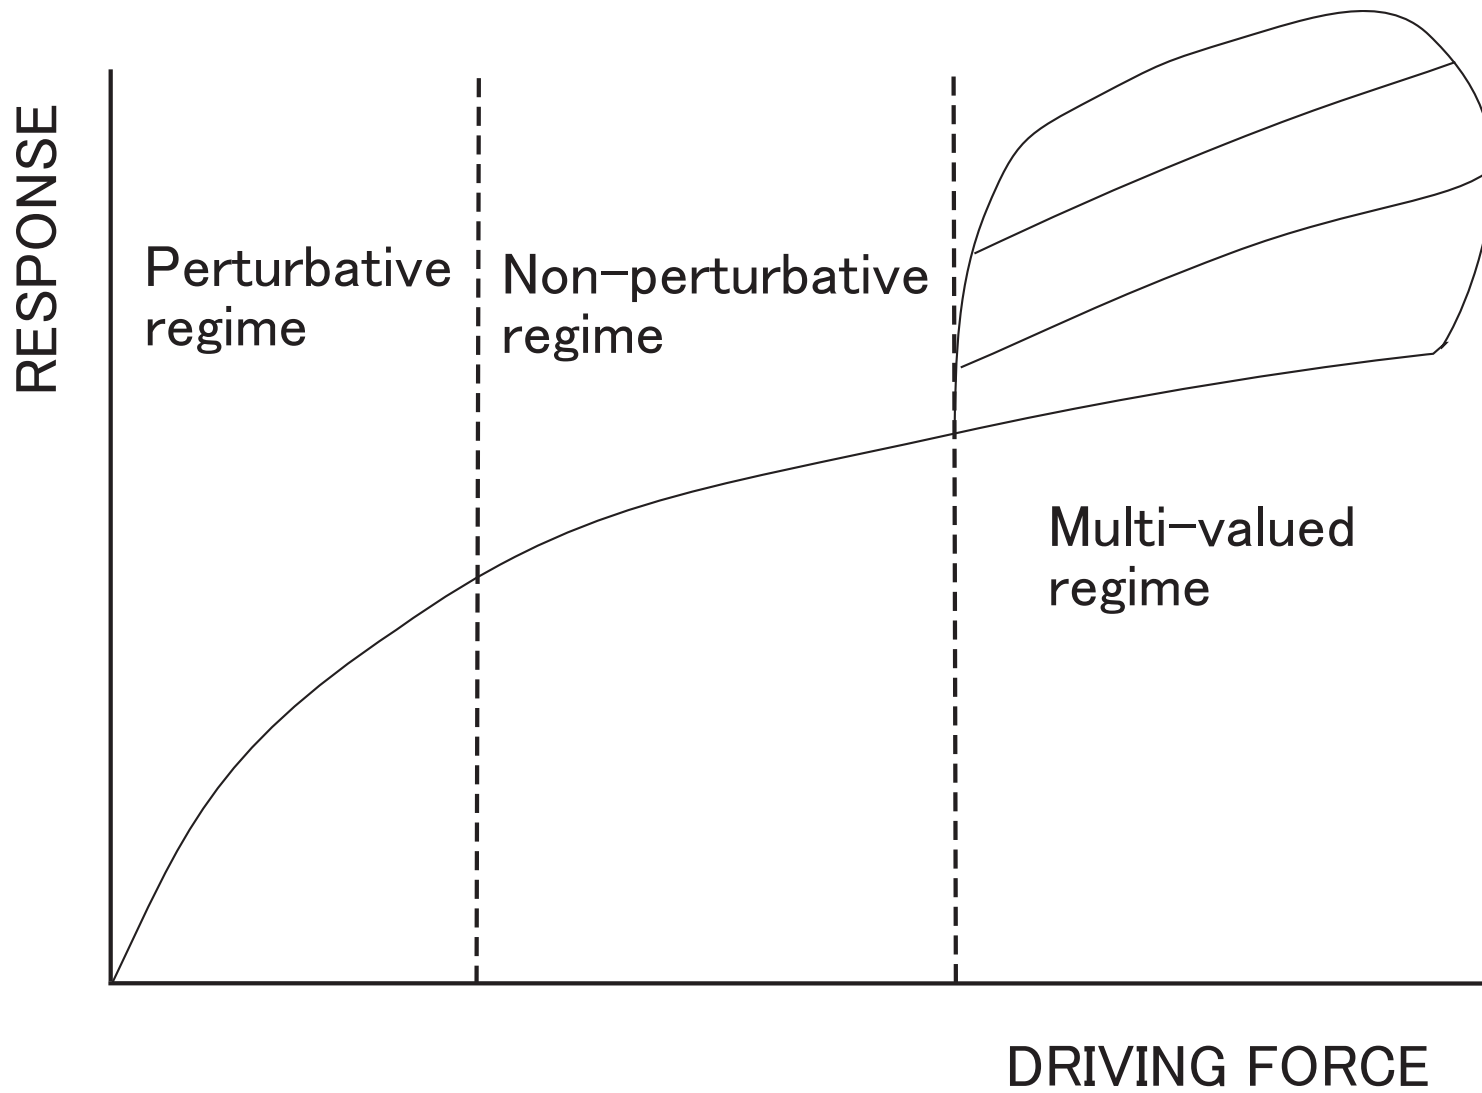 RESPONSE
Perturbative
regime
Non-perturbative
regime
Multi-valued
regime
DRIVING FORCE